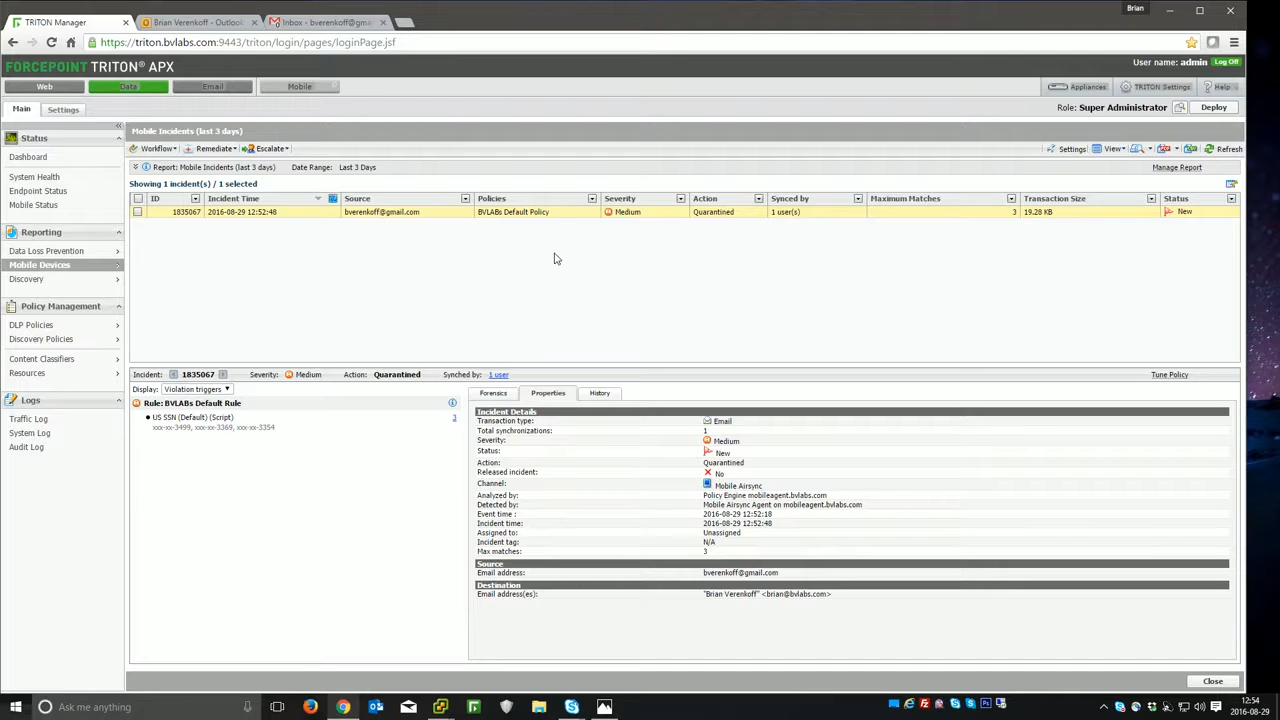 Brian
TRITON Manager
Brian Verenkoff - Outlook
Inbox - bverenkoff@gmai
https://triton.bvlabs.com:9443/triton/login/pages/loginPage.jsf
FORCEPOINT TRITON® APX
User name: admin Log Off
Web
Data
Email
Mobile
Appliances
TRITON Settings
Help
Main
Settings
Role: Super Administrator
Deploy
Status
Dashboard
System Health
Endpoint Status
Mobile Status
Reporting
Data Loss Prevention
Mobile Devices
Discovery
Policy Management
DLP Policies
Discovery Policies
Content Classifiers
Resources
Logs
Traffic Log
System Log
Audit Log
Mobile Incidents (last 3 days)
Workflow Remediate Escalate
Settings View Refresh
Report: Mobile Incidents (last 3 days) Date Range: Last 3 Days
Manage Report
Showing 1 incident(s) / 1 selected
ID Incident Time Source Policies Severity Action Synced by Maximum Matches Transaction Size Status
1835067 2016-08-29 12:52:48 bverenkoff@gmail.com BVLABs Default Policy Medium Quarantined 1 user(s) 3 19.28 KB New
Incident: 1835067 Severity: Medium Action: Quarantined Synched by: 1 user
Tune Policy
Display: Violation triggers
Rule: BVLABs Default Rule
US SSN (Default) (Script) 3
xxx-xx-3499, xxx-xx-3369, xxx-xx-3354
Forensics Properties History
Incident Details
Transaction type: Email
Total synchronizations: 1
Severity: Medium
Status: New
Action: Quarantined
Released incident: No
Channel: Mobile Airsync
Analyzed by: Policy Engine mobileagent.bvlabs.com
Detected by: Mobile Airsync Agent on mobileagent.bvlabs.com
Event time : 2016-08-29 12:52:18
Incident time: 2016-08-29 12:52:48
Assigned to: Unassigned
Incident tag: N/A
Max matches: 3
Source
Email address: bverenkoff@gmail.com
Destination
Email address(es): "Brian Verenkoff" <brian@bvlabs.com>
Close
Ask me anything
12:54
2016-08-29